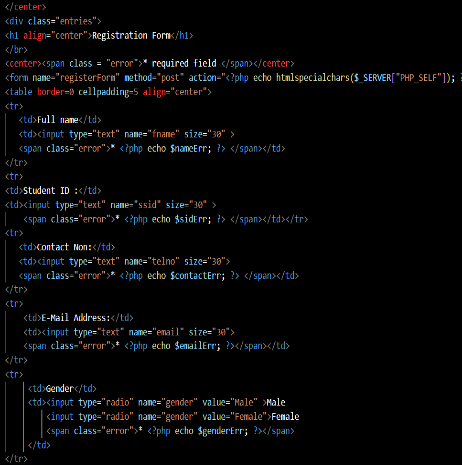 </center>
<div class="entries">
<h1 align="center">Registration Form</h1>
</br>
<center><span class = "error">* required field </span></center>
<form name="registerForm" method="post" action="<?php echo htmlspecialchars($_SERVER["PHP_SELF"]); ?
<table border=0 cellpadding=5 align="center">
<tr>
<td>Full name</td>
<td><input type="text" name="fname" size="30" >
<span class="error">* <?php echo $nameErr; ?> </span></td>
</tr>
<tr>
<td>Student ID :</td>
<td><input type="text" name="ssid" size="30" >
<span class="error">* <?php echo $sidErr; ?> </span></td></tr>
<tr>
<td>Contact Non:</td>
<td><input type="text" name="telno" size="30">
<span class="error">* <?php echo $contactErr; ?> </span></td>
</tr>
<tr>
<td>E-Mail Address:</td>
<td><input type="text" name="email" size="30">
<span class="error">* <?php echo $emailErr; ?></span></td>
</tr>
<tr>
<td>Gender</td>
<td><input type="radio" name="gender" value="Male" >Male
<input type="radio" name="gender" value="Female">Female
<span class="error">* <?php echo $genderErr; ?></span>
</td>
</tr>